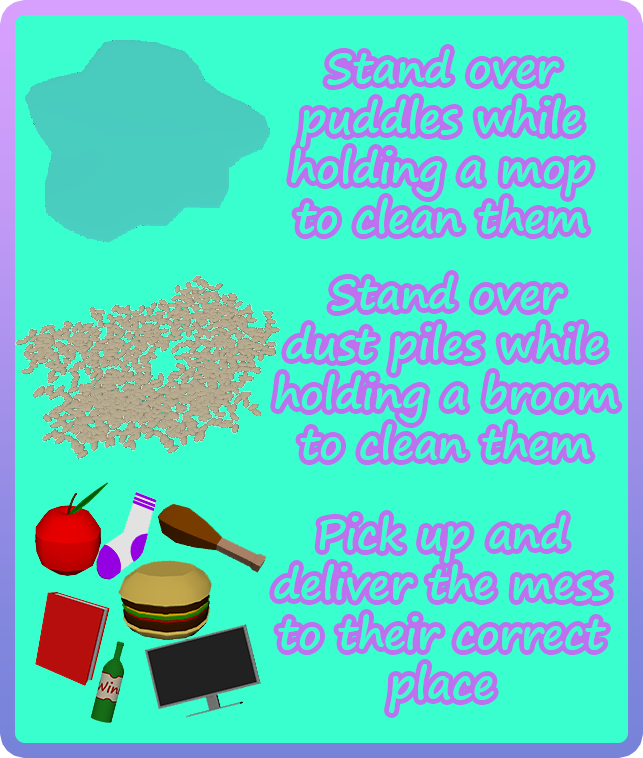 Stand over
puddles while
holding a mop
to clean them
Stand over
dust piles while
holding a broom
to clean them
Pick up and
deliver the mess
to their correct
place
Win